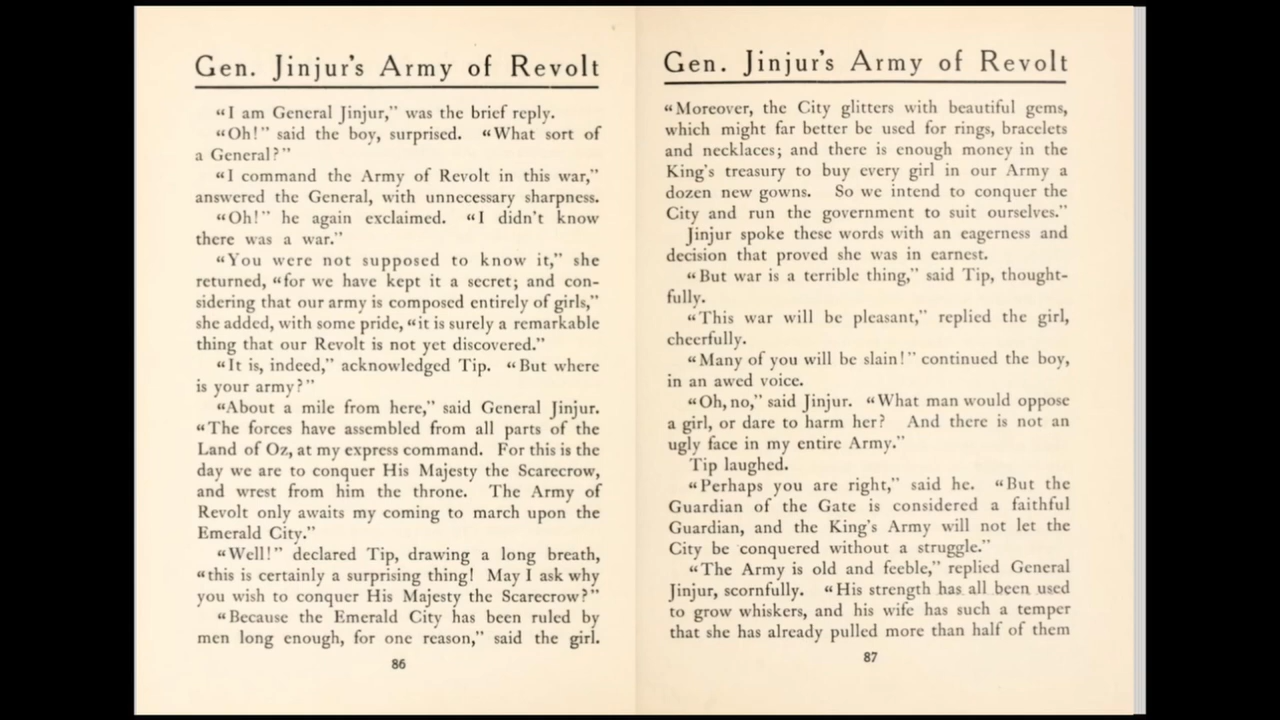 Gen. Jinjur's Army of Revolt
"I am General Jinjur," was the brief reply.
"Oh!" said the boy, surprised. "What sort of
a General?"
"I command the Army of Revolt in this war,"
answered the General, with unnecessary sharpness.
"Oh!" he again exclaimed. "I didn't know
there was a war."
"You were not supposed to know it," she
returned, "for we have kept it a secret; and con-
sidering that our army is composed entirely of girls,"
she added, with some pride, "it is surely a remarkable
thing that our Revolt is not yet discovered."
"It is, indeed," acknowledged Tip. "But where
is your army?"
"About a mile from here," said General Jinjur.
"The forces have assembled from all parts of the
Land of Oz, at my express command. For this is the
day we are to conquer His Majesty the Scarecrow,
and wrest from him the throne. The Army of
Revolt only awaits my coming to march upon the
Emerald City."
"Well!" declared Tip, drawing a long breath,
"this is certainly a surprising thing! May I ask why
you wish to conquer His Majesty the Scarecrow?"
"Because the Emerald City has been ruled by
men long enough, for one reason," said the girl.
86
Gen. Jinjur's Army of Revolt
"Moreover, the City glitters with beautiful gems,
which might far better be used for rings, bracelets
and necklaces; and there is enough money in the
King's treasury to buy every girl in our Army a
dozen new gowns. So we intend to conquer the
City and run the government to suit ourselves."
Jinjur spoke these words with an eagerness and
decision that proved she was in earnest.
"But war is a terrible thing," said Tip, thought-
fully.
"This war will be pleasant," replied the girl,
cheerfully.
"Many of you will be slain!" continued the boy,
in an awed voice.
"Oh, no," said Jinjur. "What man would oppose
a girl, or dare to harm her? And there is not an
ugly face in my entire Army."
Tip laughed.
"Perhaps you are right," said he. "But the
Guardian of the Gate is considered a faithful
Guardian, and the King's Army will not let the
City be conquered without a struggle."
"The Army is old and feeble," replied General
Jinjur, scornfully. "His strength has all been used
to grow whiskers, and his wife has such a temper
that she has already pulled more than half of them
87